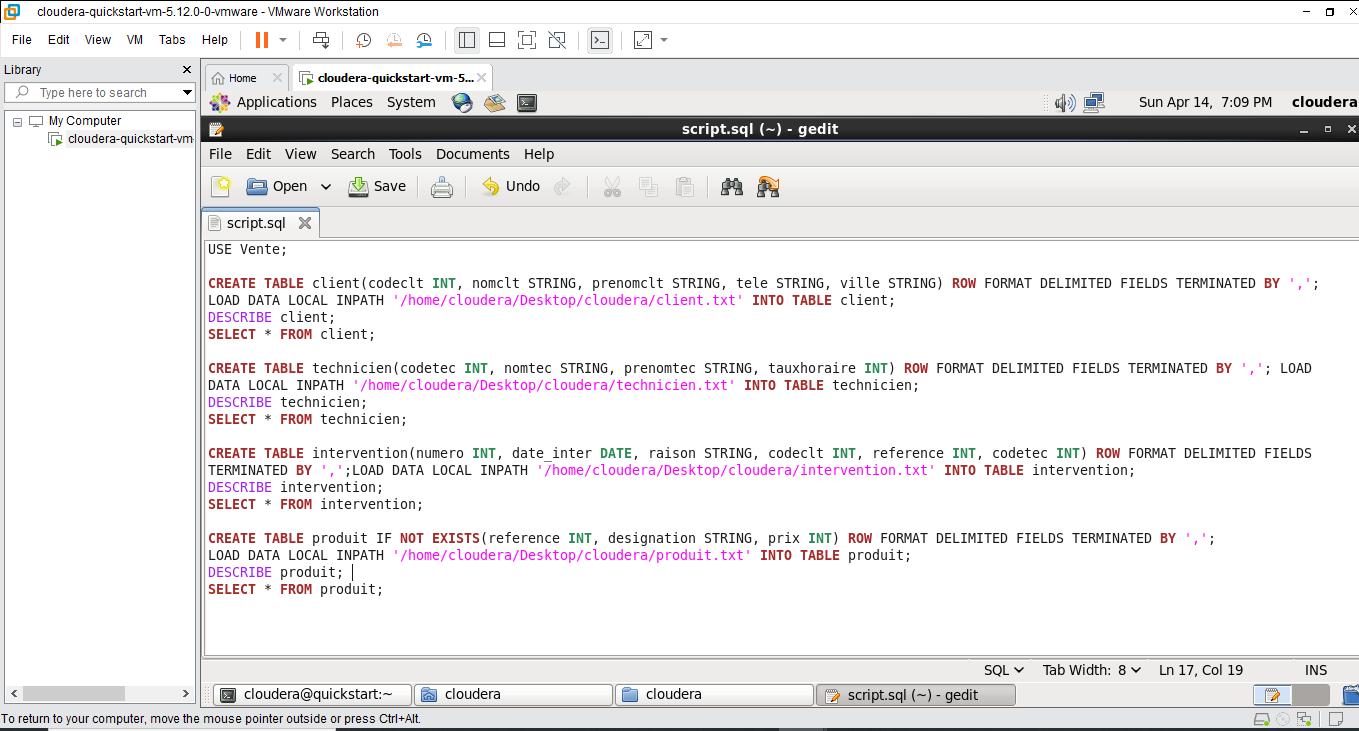 cloudera-quickstart-vm-5.12.0-0-vmware - VMware Workstation
File Edit View VM Tabs Help
Library
Type here to search
My Computer
cloudera-quickstart-vm-
Home
cloudera-quickstart-vm-5...
Applications Places System
Sun Apr 14, 7:09 PM cloudera
script.sql (~) - gedit
File Edit View Search Tools Documents Help
Open Save Undo
script.sql
USE Vente;
CREATE TABLE client(codeclt INT, nomclt STRING, prenomclt STRING, tele STRING, ville STRING) ROW FORMAT DELIMITED FIELDS TERMINATED BY ',';
LOAD DATA LOCAL INPATH '/home/cloudera/Desktop/cloudera/client.txt' INTO TABLE client;
DESCRIBE client;
SELECT * FROM client;
CREATE TABLE technicien(codetec INT, nomtec STRING, prenomtec STRING, tauxhoraire INT) ROW FORMAT DELIMITED FIELDS TERMINATED BY ','; LOAD
DATA LOCAL INPATH '/home/cloudera/Desktop/cloudera/technicien.txt' INTO TABLE technicien;
DESCRIBE technicien;
SELECT * FROM technicien;
CREATE TABLE intervention(numero INT, date_inter DATE, raison STRING, codeclt INT, reference INT, codetec INT) ROW FORMAT DELIMITED FIELDS
TERMINATED BY ',';LOAD DATA LOCAL INPATH '/home/cloudera/Desktop/cloudera/intervention.txt' INTO TABLE intervention;
DESCRIBE intervention;
SELECT * FROM intervention;
CREATE TABLE produit IF NOT EXISTS(reference INT, designation STRING, prix INT) ROW FORMAT DELIMITED FIELDS TERMINATED BY ',';
LOAD DATA LOCAL INPATH '/home/cloudera/Desktop/cloudera/produit.txt' INTO TABLE produit;
DESCRIBE produit;
SELECT * FROM produit;
SQL Tab Width: 8 Ln 17, Col 19 INS
cloudera@quickstart:~ cloudera cloudera script.sql (~) - gedit
To return to your computer, move the mouse pointer outside or press Ctrl+Alt.